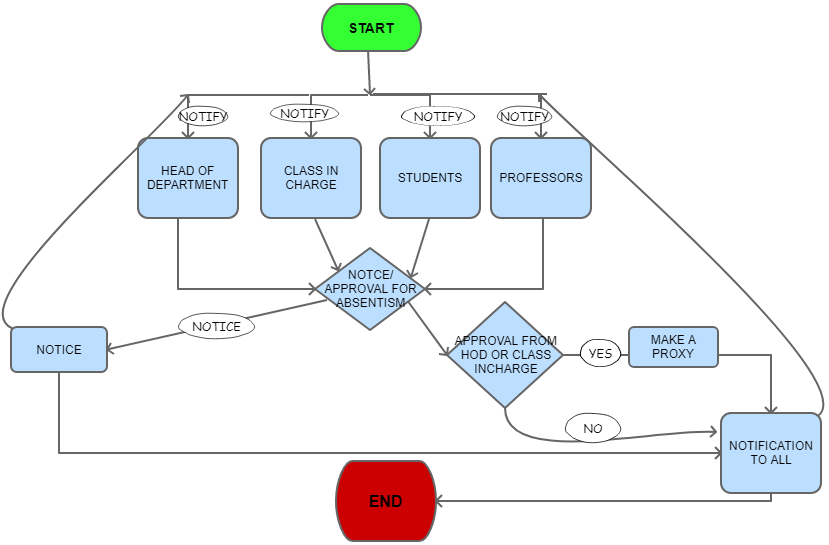 START
NOTIFY
NOTIFY
NOTIFY
NOTIFY
HEAD OF
DEPARTMENT
CLASS IN
CHARGE
STUDENTS
PROFESSORS
NOTCE/
APPROVAL FOR
ABSENTISM
NOTICE
NOTICE
APPROVAL FROM
HOD OR CLASS
INCHARGE
YES
MAKE A
PROXY
NO
NOTIFICATION
TO ALL
END